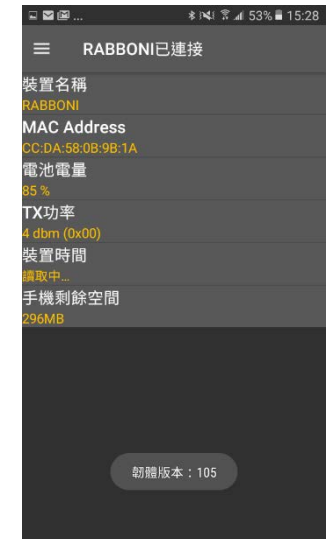 ... 53% 15:28
RABBONI已連接
裝置名稱
RABBONI
MAC Address
CC:DA:58:0B:9B:1A
電池電量
85 %
TX功率
4 dbm (0x00)
裝置時間
讀取中...
手機剩餘空間
296MB
韌體版本：105